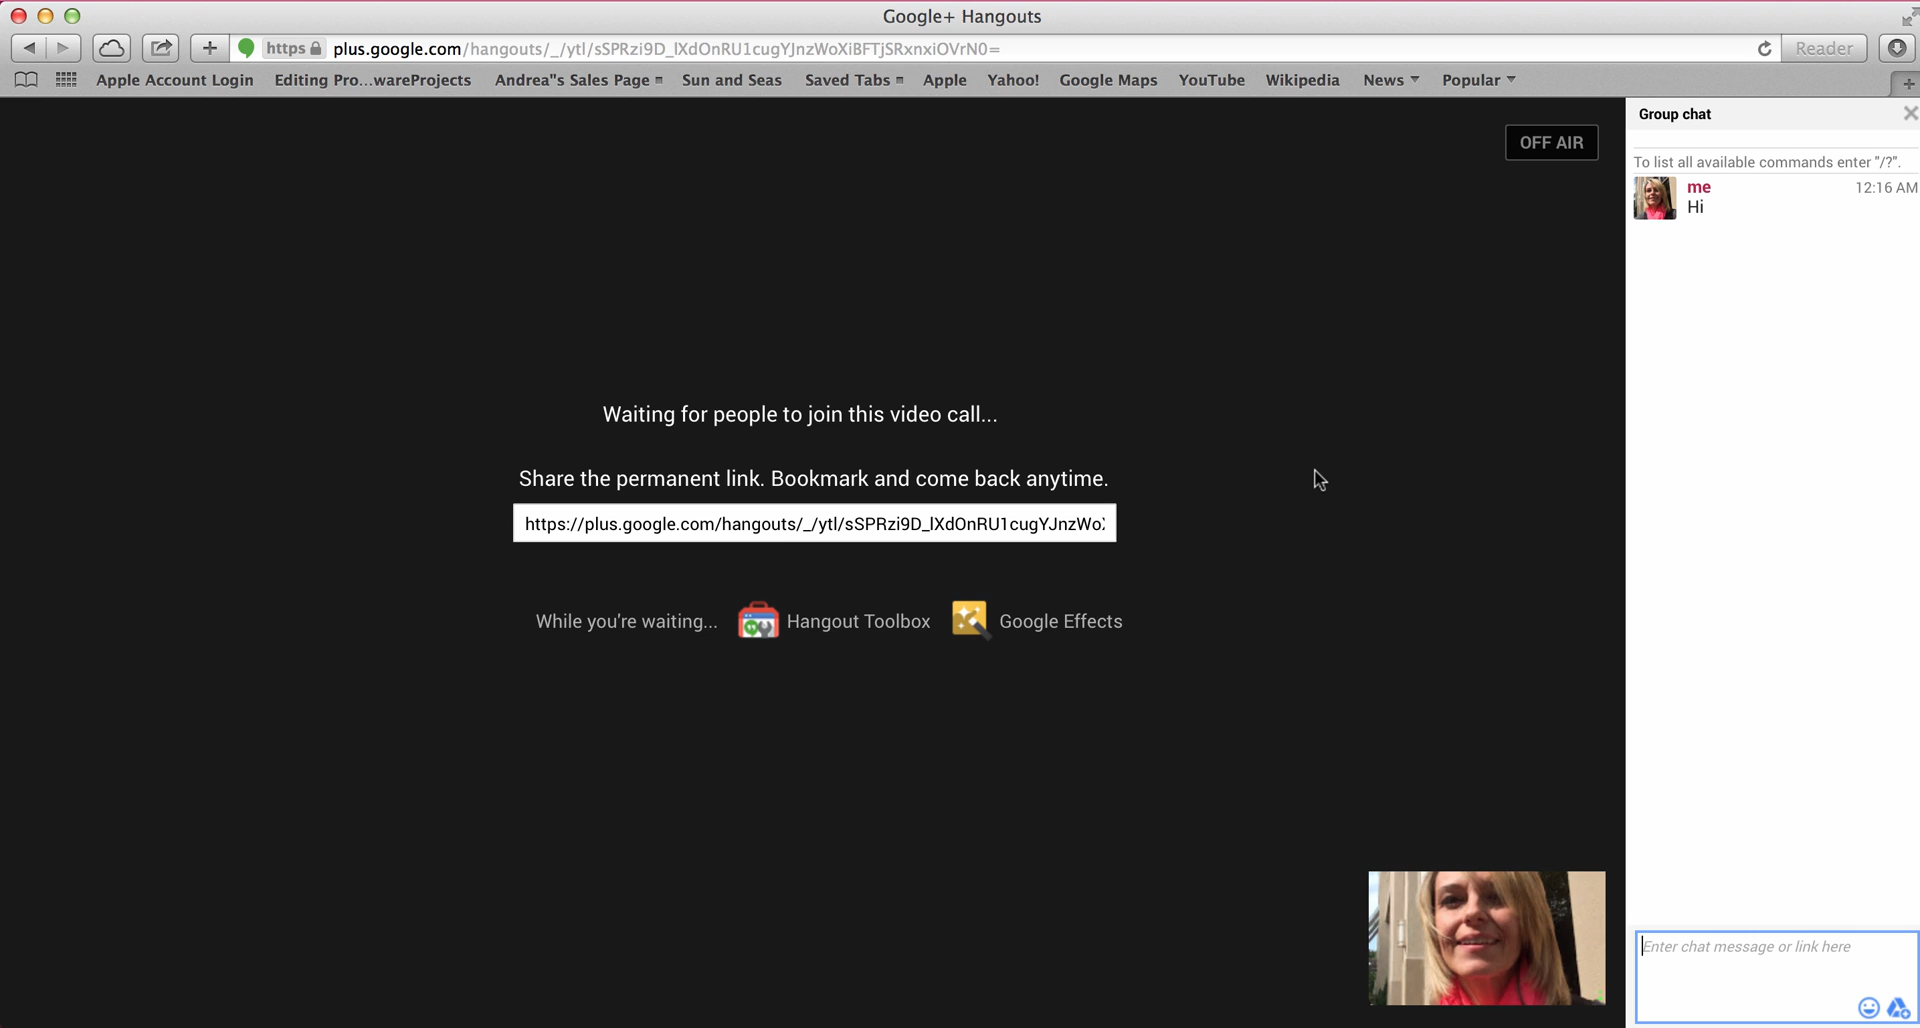 Google+ Hangouts
https plus.google.com/hangouts/_/ytl/sSPRzi9D_lXdOnRU1cugYJnzWoXiBFTjSRxnxiOVrN0=
Reader
Apple Account Login Editing Pro...wareProjects Andrea"s Sales Page Sun and Seas Saved Tabs Apple Yahoo! Google Maps YouTube Wikipedia News Popular
OFF AIR
Waiting for people to join this video call...
Share the permanent link. Bookmark and come back anytime.
https://plus.google.com/hangouts/_/ytl/sSPRzi9D_lXdOnRU1cugYJnzWo
While you're waiting... Hangout Toolbox Google Effects
Group chat
To list all available commands enter "/?".
me 12:16 AM
Hi
Enter chat message or link here